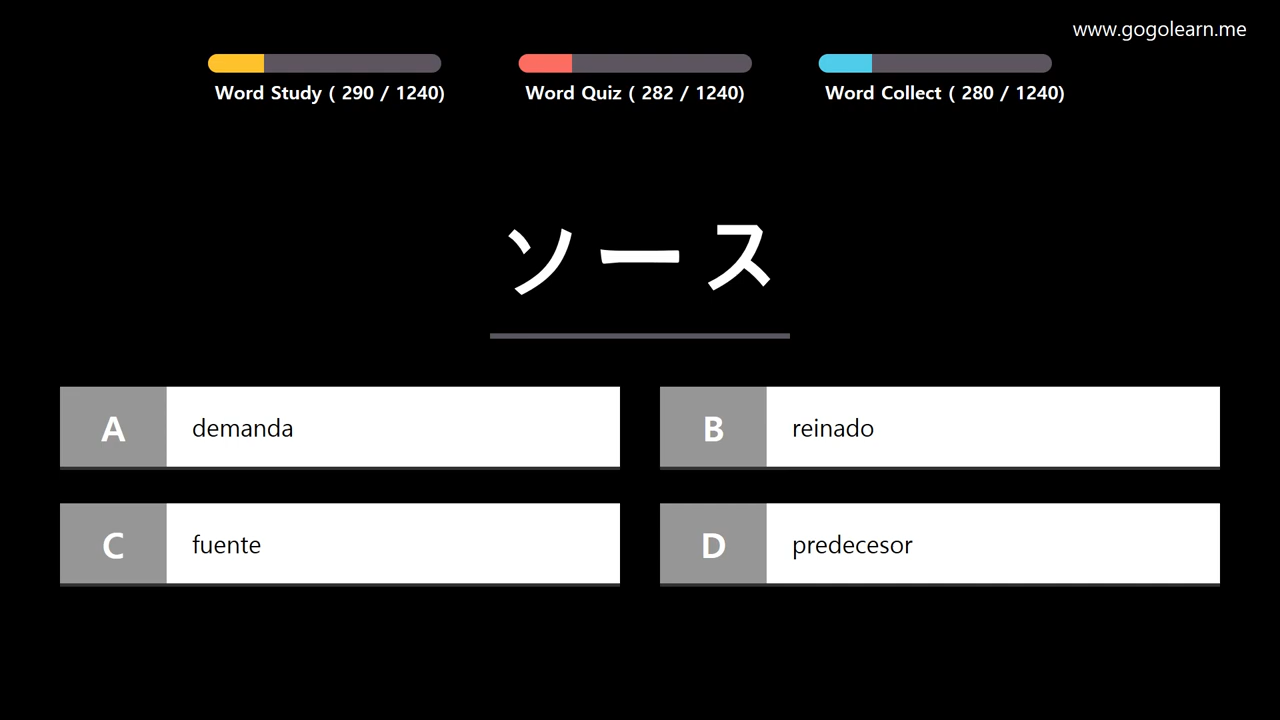 www.gogolearn.me
Word Study ( 290 / 1240)
Word Quiz ( 282 / 1240)
Word Collect ( 280 / 1240)
ソース
A demanda
B reinado
C fuente
D predecesor